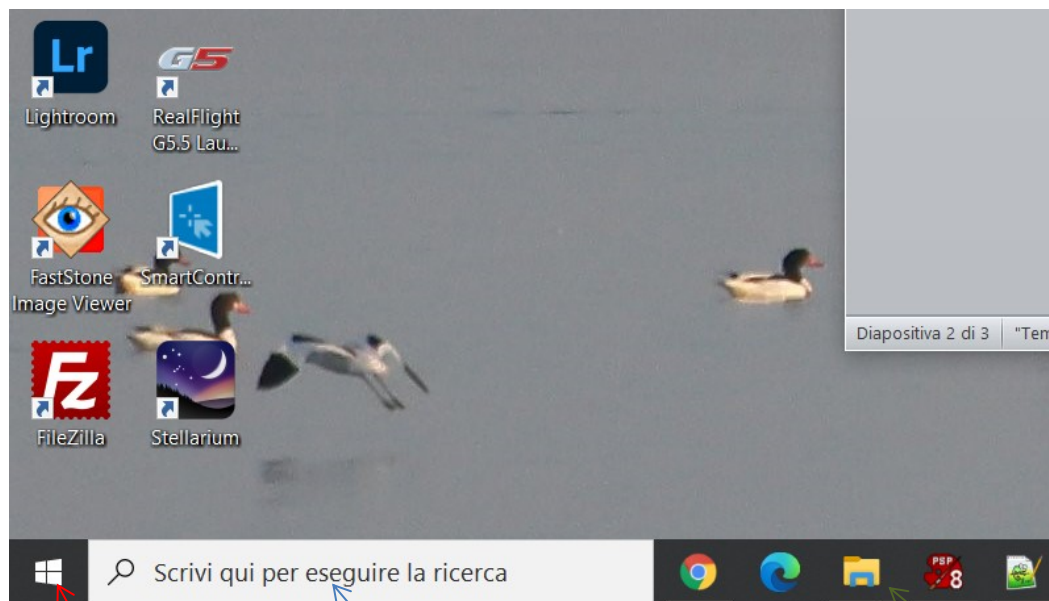 Lr
G5
Lightroom
RealFlight
G5.5 Lau...
FastStone
Image Viewer
SmartContr...
Diapositiva 2 di 3
"Tem
Fz
FileZilla
Stellarium
Scrivi qui per eseguire la ricerca
PSP
8